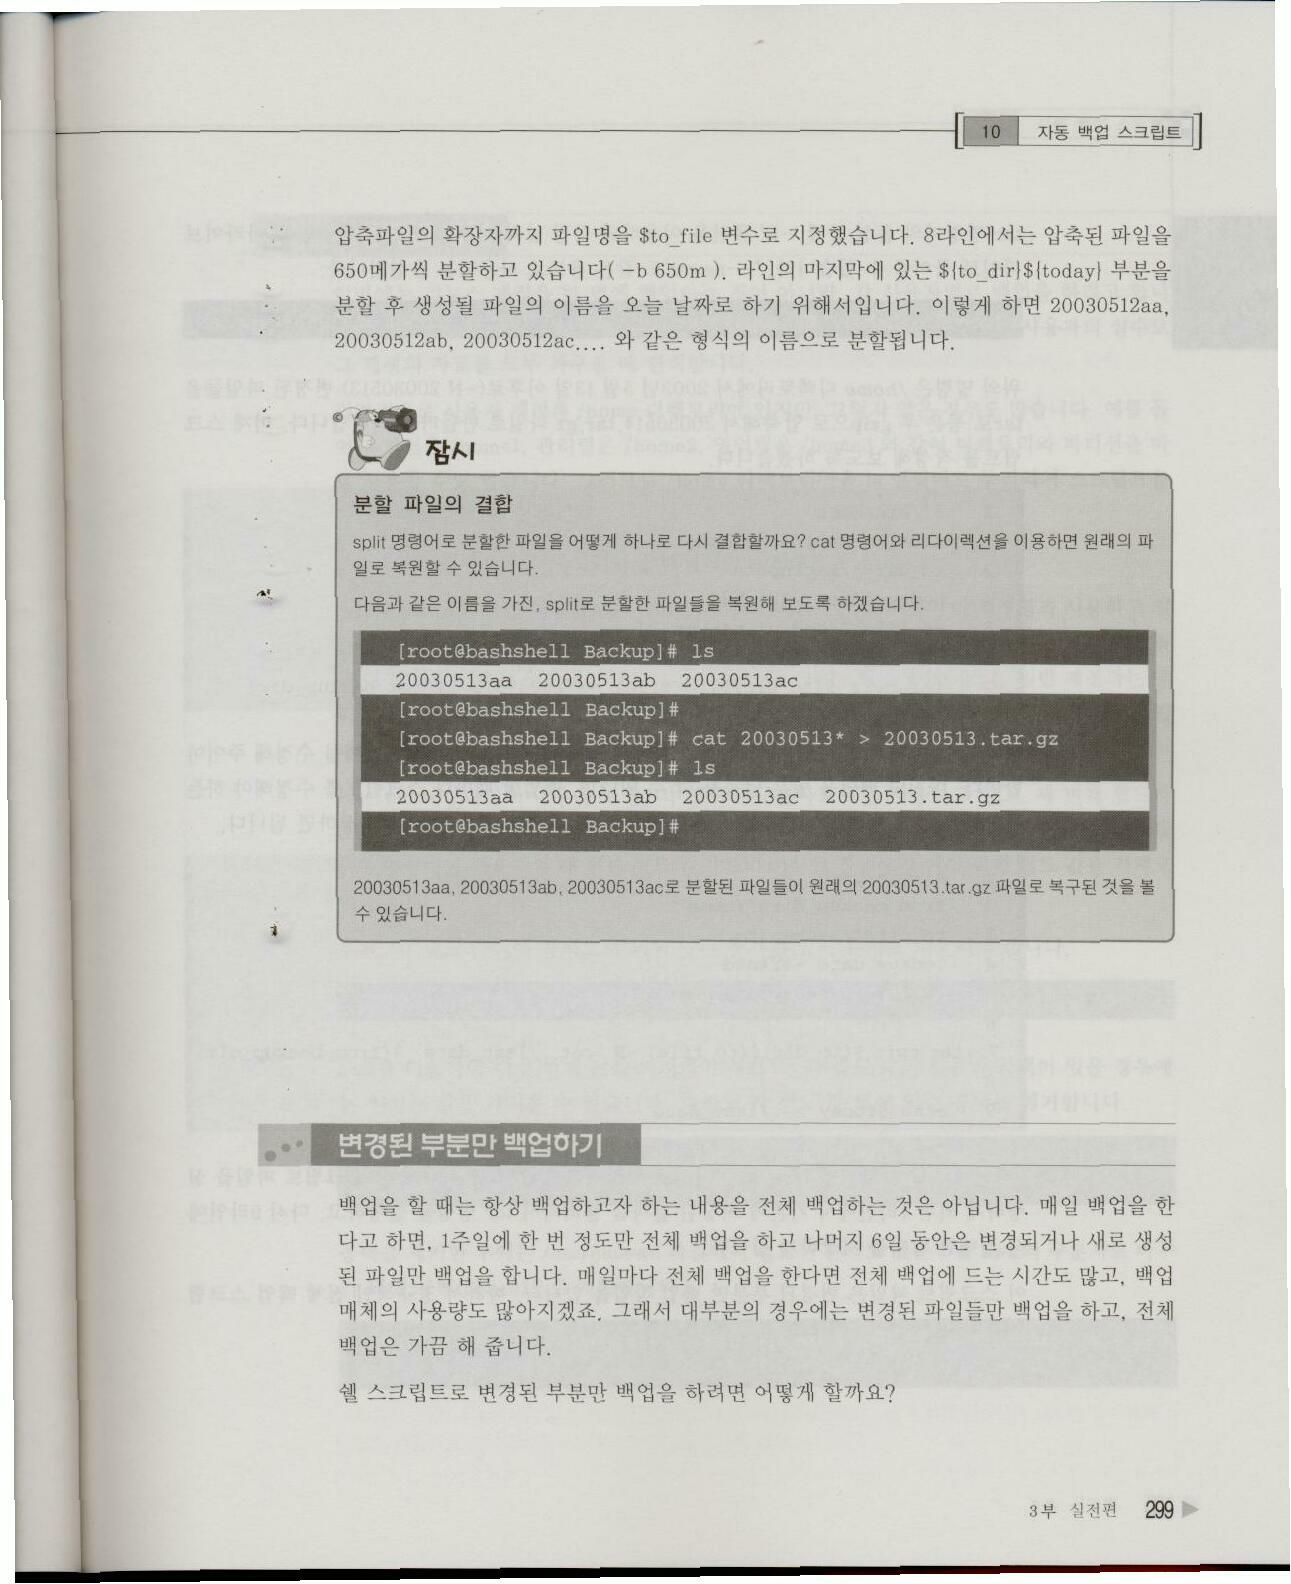 10 자동 백업 스크립트
압축파일의 확장자까지 파일명을 $to_file 변수로 지정했습니다. 8라인에서는 압축된 파일을
650메가씩 분할하고 있습니다( -b 650m ). 라인의 마지막에 있는 ${to_dir}${today} 부분을
분할 후 생성될 파일의 이름을 오늘 날짜로 하기 위해서입니다. 이렇게 하면 20030512aa,
20030512ab, 20030512ac.... 와 같은 형식의 이름으로 분할됩니다.
잠시
분할 파일의 결합
split 명령어로 분할한 파일을 어떻게 하나로 다시 결합할까요? cat 명령어와 리다이렉션을 이용하면 원래의 파
일로 복원할 수 있습니다.
다음과 같은 이름을 가진, split로 분할한 파일들을 복원해 보도록 하겠습니다.
[root@bashshell Backup]# ls
20030513aa 20030513ab 20030513ac
[root@bashshell Backup]#
[root@bashshell Backup]# cat 20030513* > 20030513.tar.gz
[root@bashshell Backup]# ls
20030513aa 20030513ab 20030513ac 20030513.tar.gz
[root@bashshell Backup]#
20030513aa, 20030513ab, 20030513ac로 분할된 파일들이 원래의 20030513.tar.gz 파일로 복구된 것을 볼
수 있습니다.
변경된 부분만 백업하기
백업을 할 때는 항상 백업하고자 하는 내용을 전체 백업하는 것은 아닙니다. 매일 백업을 한
다고 하면, 1주일에 한 번 정도만 전체 백업을 하고 나머지 6일 동안은 변경되거나 새로 생성
된 파일만 백업을 합니다. 매일마다 전체 백업을 한다면 전체 백업에 드는 시간도 많고, 백업
매체의 사용량도 많아지겠죠. 그래서 대부분의 경우에는 변경된 파일들만 백업을 하고, 전체
백업은 가끔 해 줍니다.
쉘 스크립트로 변경된 부분만 백업을 하려면 어떻게 할까요?
3부 실전편 299